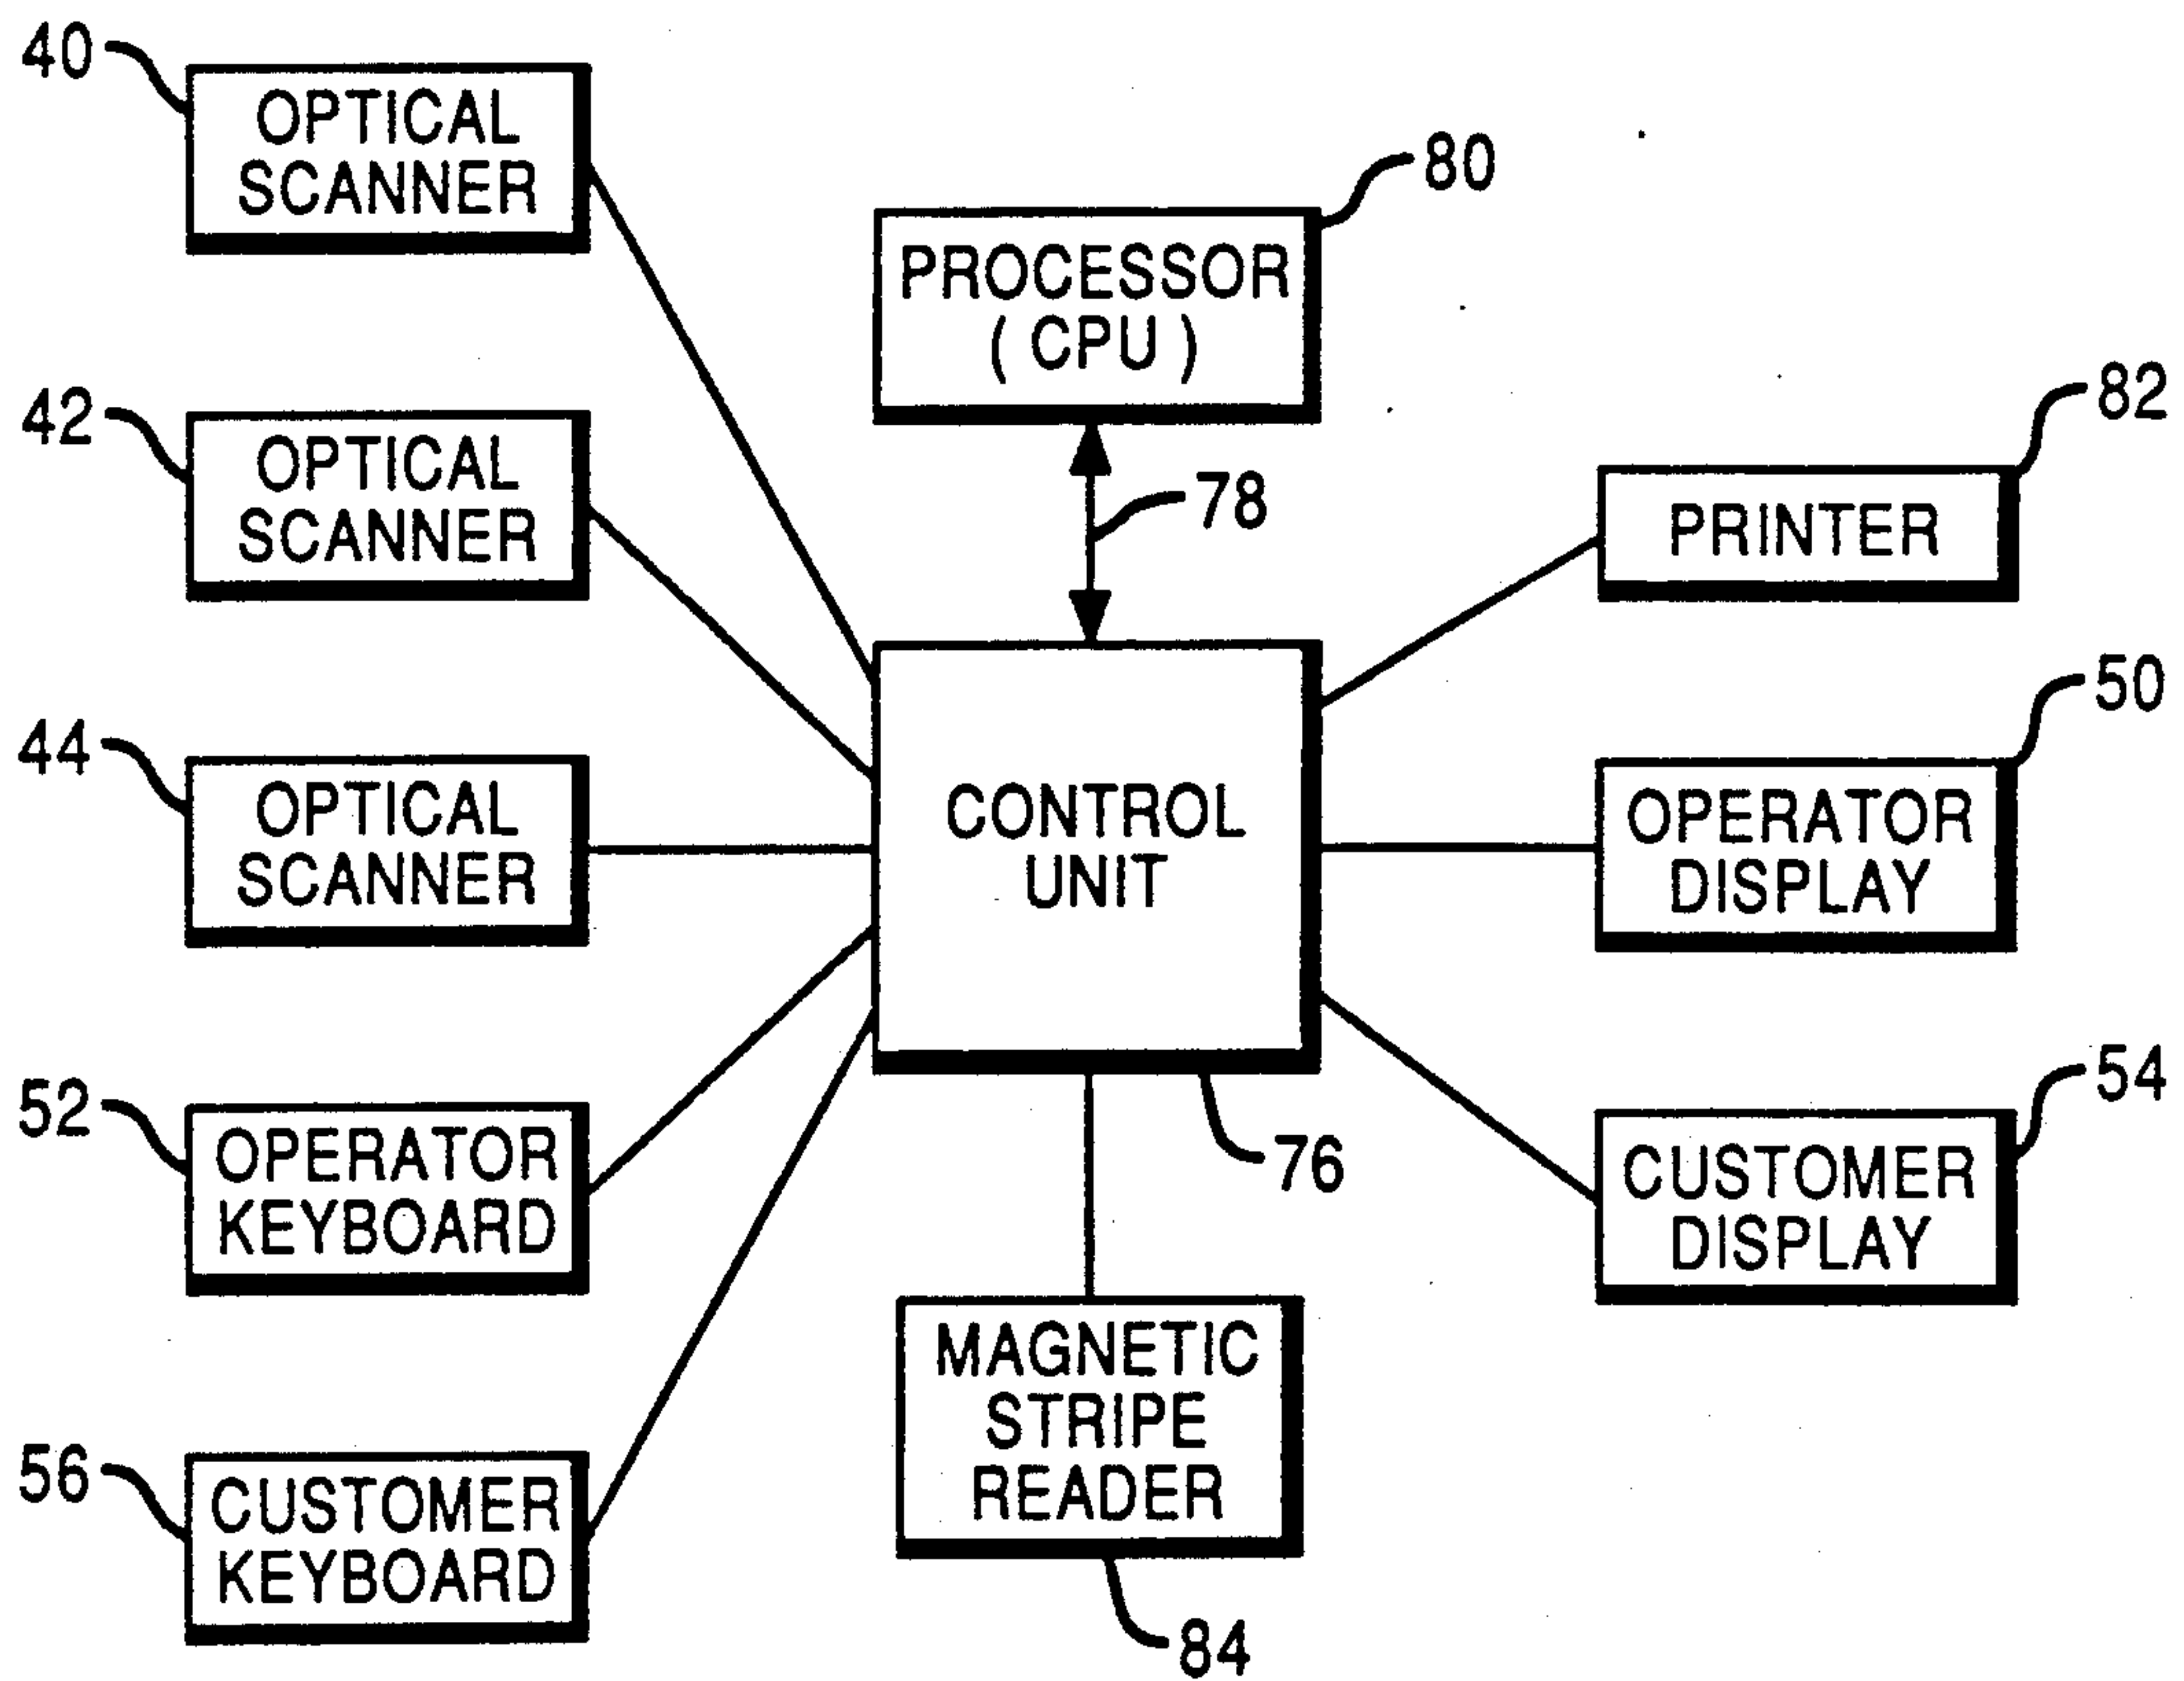 40
OPTICAL
SCANNER
42
OPTICAL
SCANNER
44
OPTICAL
SCANNER
52
OPERATOR
KEYBOARD
56
CUSTOMER
KEYBOARD
80
PROCESSOR
( CPU )
78
CONTROL
UNIT
76
MAGNETIC
STRIPE
READER
84
82
PRINTER
50
OPERATOR
DISPLAY
54
CUSTOMER
DISPLAY